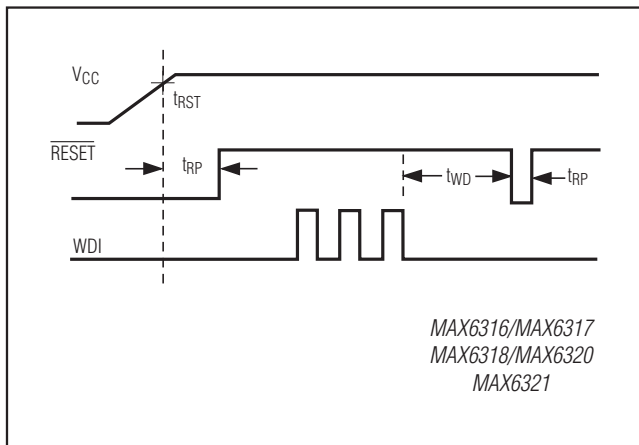 VCC
tRST
RESET
tRP
tWD
tRP
WDI
MAX6316/MAX6317
MAX6318/MAX6320
MAX6321